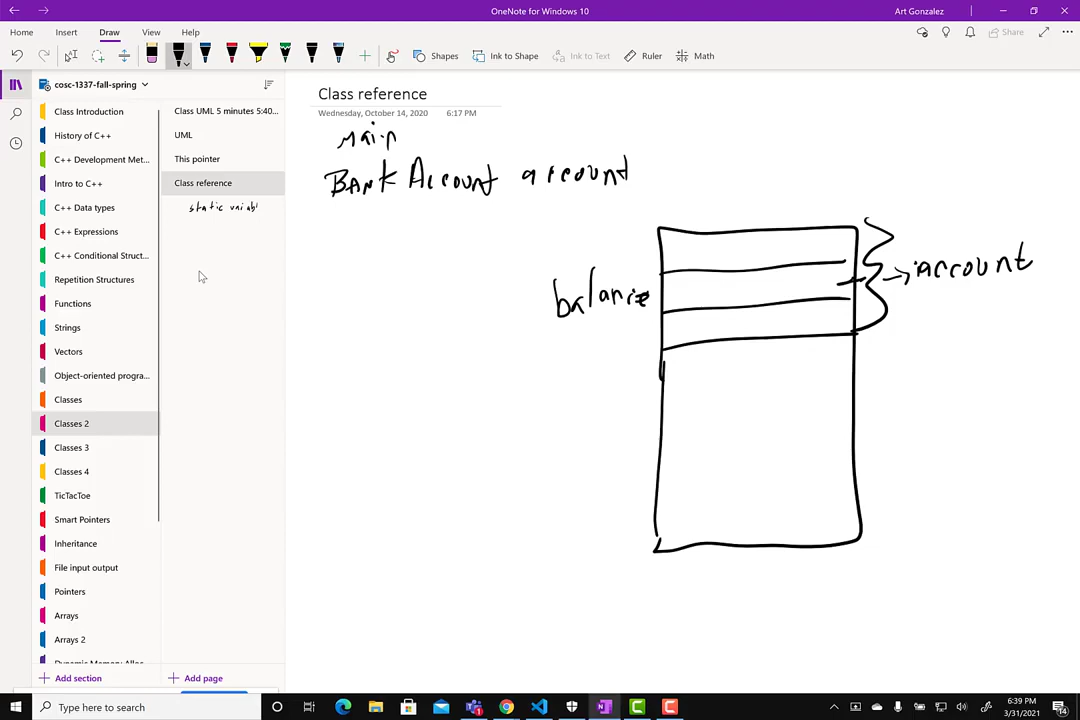 OneNote for Windows 10
Art Gonzalez
Home
Insert
Draw
View
Help
Share
Shapes
Ink to Shape
Ink to Text
Ruler
Math
cosc-1337-fall-spring
Class Introduction
History of C++
C++ Development Met...
Intro to C++
C++ Data types
C++ Expressions
C++ Conditional Struct...
Repetition Structures
Functions
Strings
Vectors
Object-oriented progra...
Classes
Classes 2
Classes 3
Classes 4
TicTacToe
Smart Pointers
Inheritance
File input output
Pointers
Arrays
Arrays 2
Dynamic Memory Alloc
Add section
Class UML 5 minutes 5:40...
UML
This pointer
Class reference
static
Add page
Class reference
Wednesday, October 14, 2020 6:17 PM
Main
BankAccount account
balance
account
Type here to search
6:39 PM
3/31/2021
14